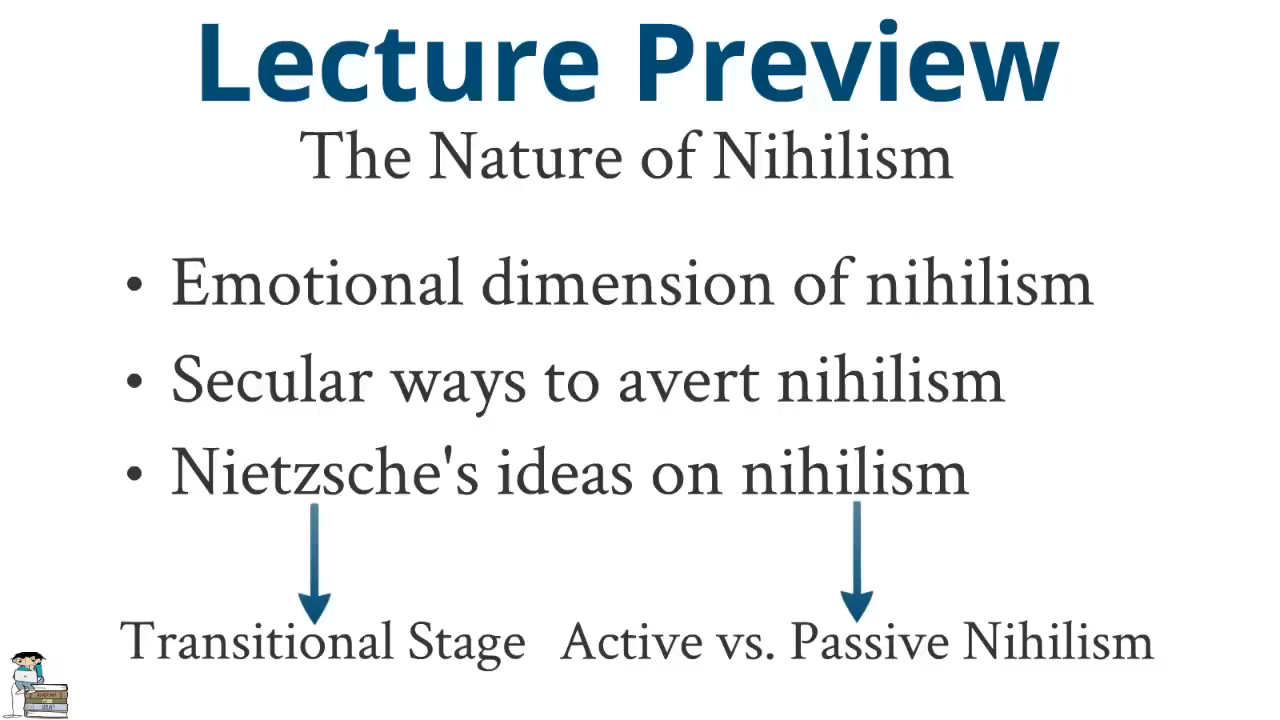 Lecture Preview
The Nature of Nihilism
• Emotional dimension of nihilism
• Secular ways to avert nihilism
• Nietzsche's ideas on nihilism
Transitional Stage Active vs. Passive Nihilism